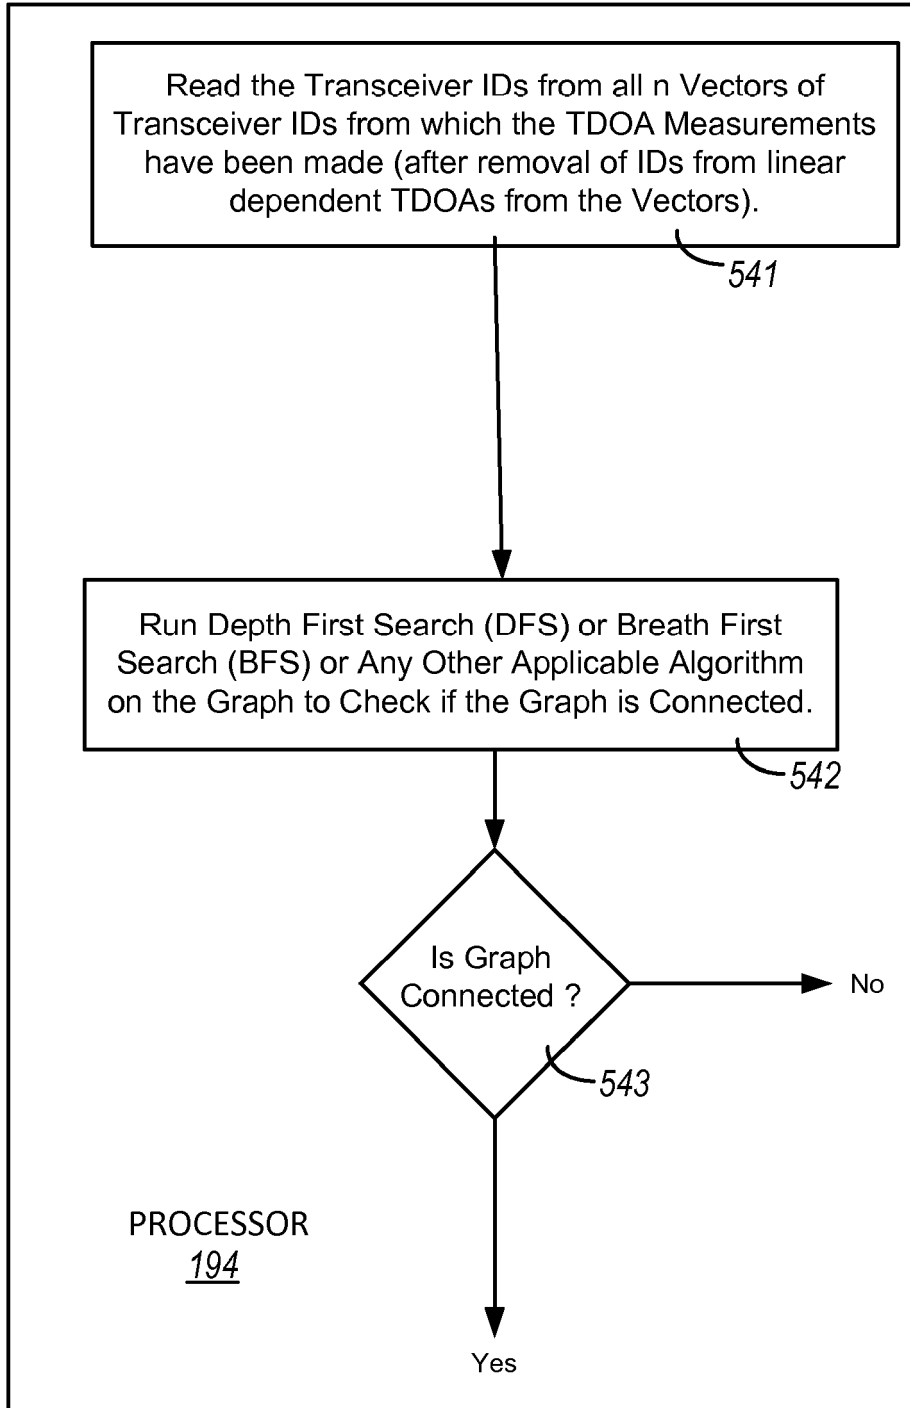 Read the Transceiver IDs from all n Vectors of
Transceiver IDs from which the TDOA Measurements
have been made (after removal of IDs from linear
dependent TDOAs from the Vectors).
541
Run Depth First Search (DFS) or Breath First
Search (BFS) or Any Other Applicable Algorithm
on the Graph to Check if the Graph is Connected.
542
Is Graph
Connected ?
No
543
PROCESSOR
194
Yes